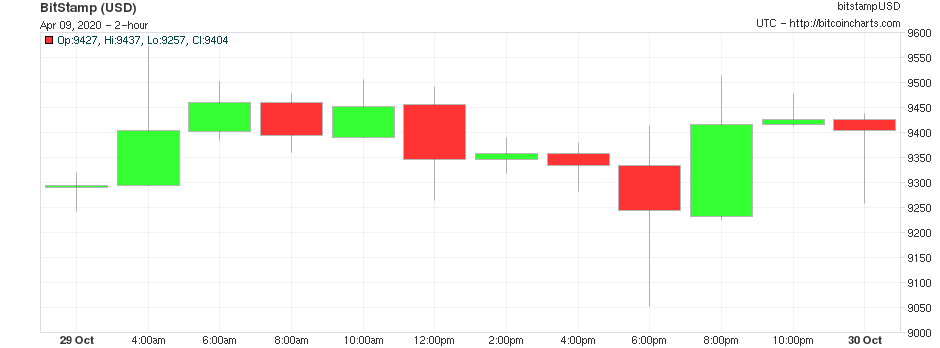 BitStamp (USD)
bitstampUSD
Apr 09, 2020 - 2-hour
UTC - http://bitcoincharts.com
Op:9427, Hi:9437, Lo:9257, Cl:9404
9600
9550
9500
9450
9400
9350
9300
9250
9200
9150
9100
9050
9000
29 Oct 4:00am 6:00am 8:00am 10:00am 12:00pm 2:00pm 4:00pm 6:00pm 8:00pm 10:00pm 30 Oct